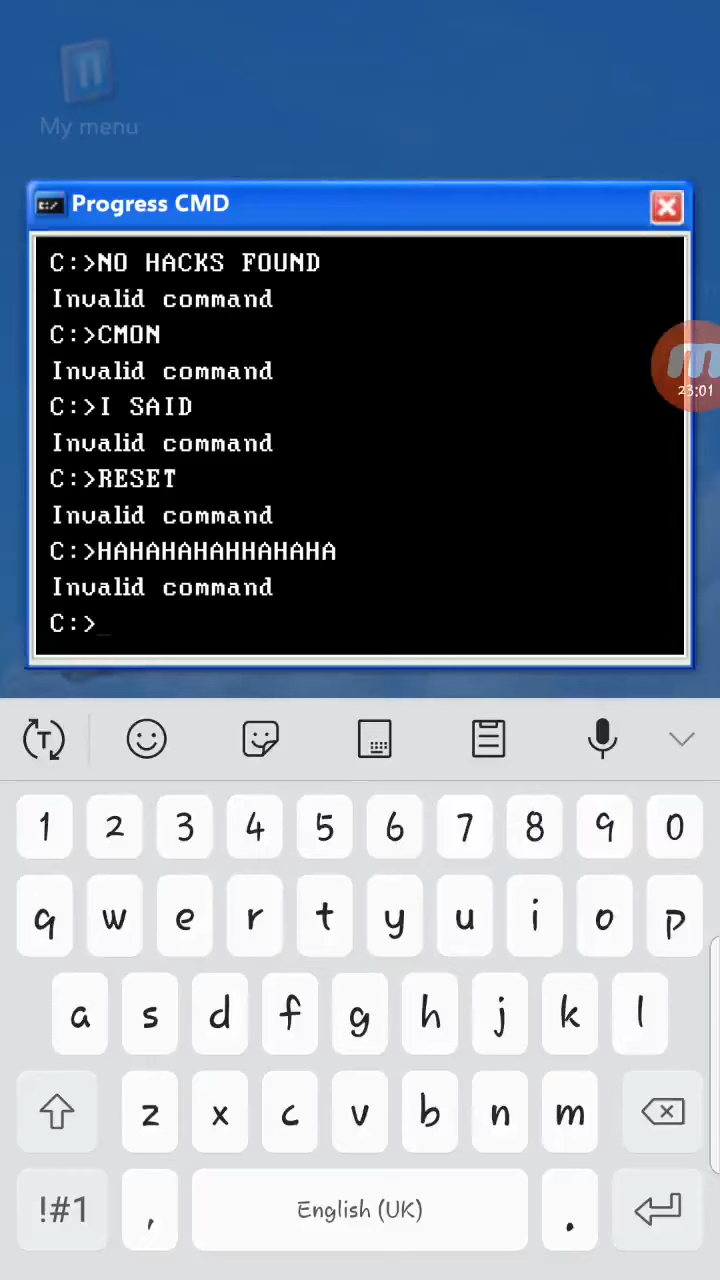 My menu
C:/ Progress CMD
C:>NO HACKS FOUND
Invalid command
C:>CMON
Invalid command
C:>I SAID
Invalid command
C:>RESET
Invalid command
C:>HAHAHAHAHHAHAHA
Invalid command
C:>_
23:01
T
1 2 3 4 5 6 7 8 9 0
q w e r t y u i o p
a s d f g h j k l
z x c v b n m
!#1 , English (UK) .